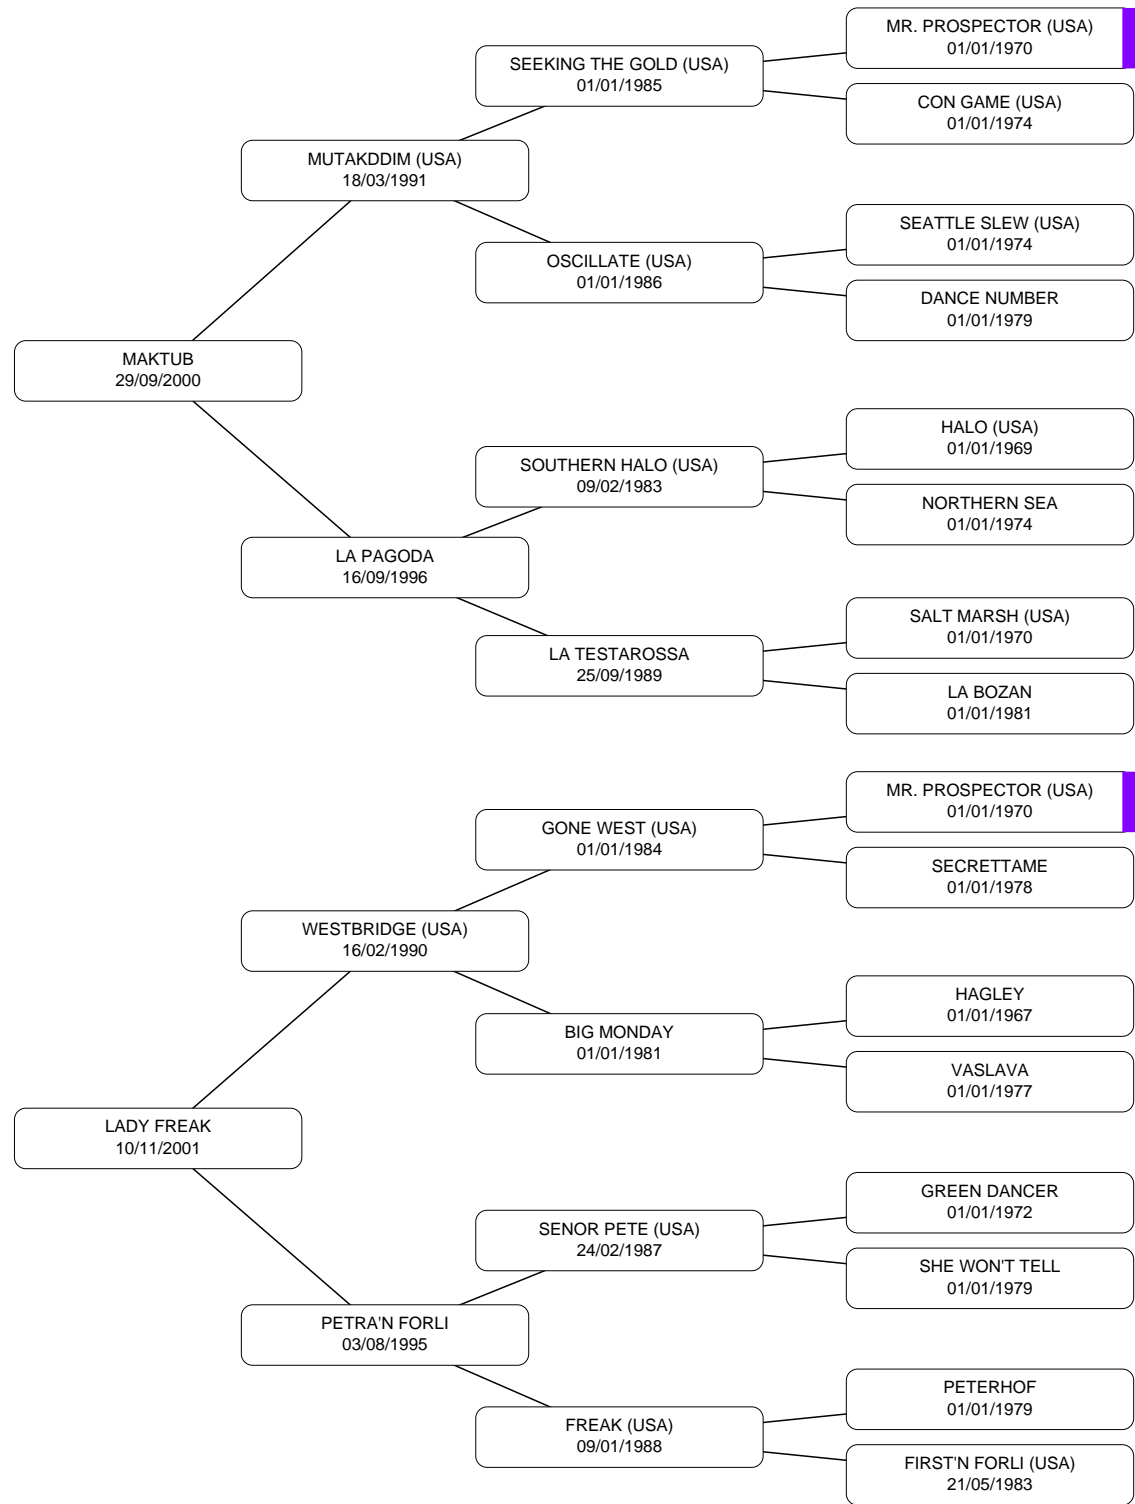 MR. PROSPECTOR (USA)
01/01/1970
SEEKING THE GOLD (USA)
01/01/1985
CON GAME (USA)
01/01/1974
MUTAKDDIM (USA)
18/03/1991
SEATTLE SLEW (USA)
01/01/1974
OSCILLATE (USA)
01/01/1986
DANCE NUMBER
01/01/1979
MAKTUB
29/09/2000
HALO (USA)
01/01/1969
SOUTHERN HALO (USA)
09/02/1983
NORTHERN SEA
01/01/1974
LA PAGODA
16/09/1996
SALT MARSH (USA)
01/01/1970
LA TESTAROSSA
25/09/1989
LA BOZAN
01/01/1981
MR. PROSPECTOR (USA)
01/01/1970
GONE WEST (USA)
01/01/1984
SECRETTAME
01/01/1978
WESTBRIDGE (USA)
16/02/1990
HAGLEY
01/01/1967
BIG MONDAY
01/01/1981
VASLAVA
01/01/1977
LADY FREAK
10/11/2001
GREEN DANCER
01/01/1972
SENOR PETE (USA)
24/02/1987
SHE WON'T TELL
01/01/1979
PETRA'N FORLI
03/08/1995
PETERHOF
01/01/1979
FREAK (USA)
09/01/1988
FIRST'N FORLI (USA)
21/05/1983